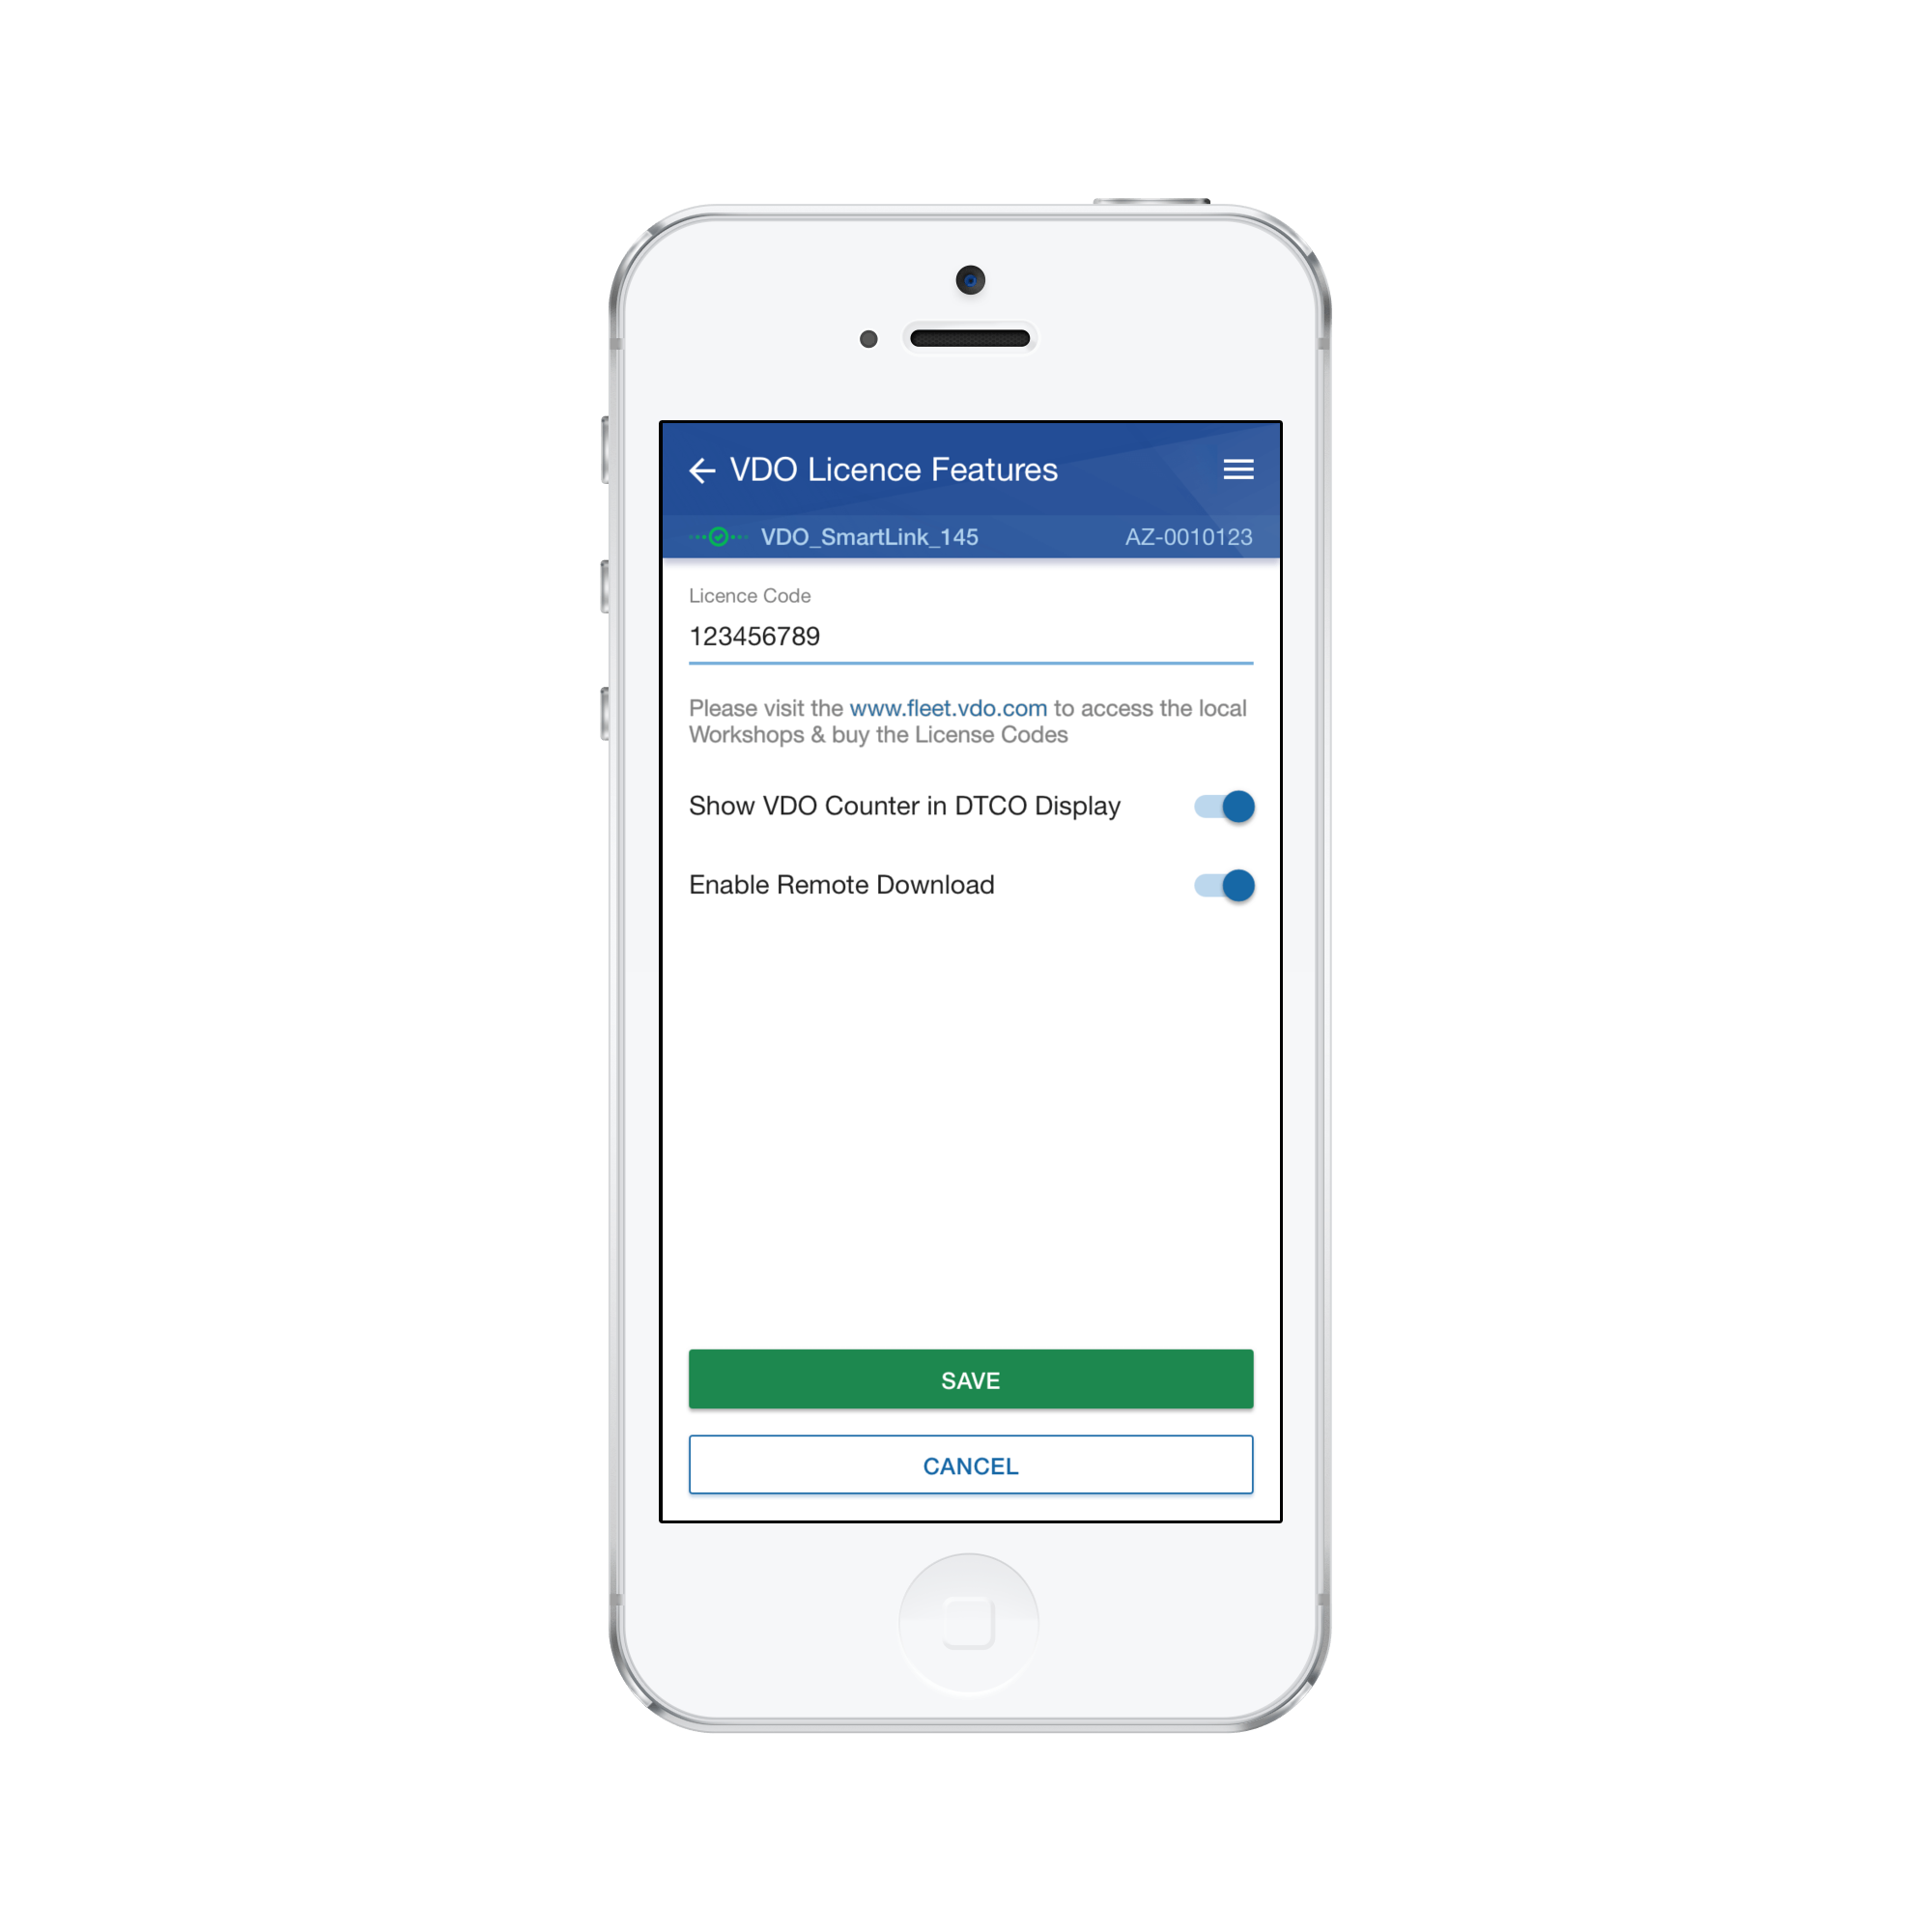 VDO Licence Features
VDO_SmartLink_145 AZ-0010123
Licence Code
123456789
Please visit the www.fleet.vdo.com to access the local
Workshops & buy the License Codes
Show VDO Counter in DTCO Display
Enable Remote Download
SAVE
CANCEL